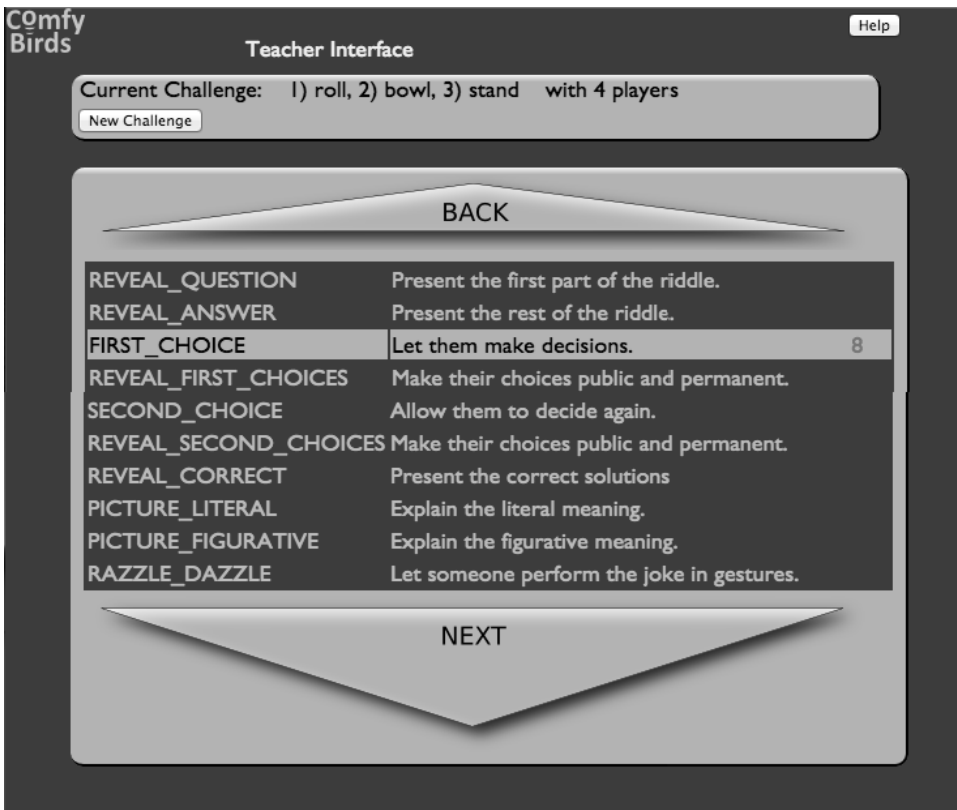 Comfy
Birds
Help
Teacher Interface
Current Challenge: 1) roll, 2) bowl, 3) stand with 4 players
New Challenge
BACK
REVEAL_QUESTION Present the first part of the riddle.
REVEAL_ANSWER Present the rest of the riddle.
FIRST_CHOICE Let them make decisions. 8
REVEAL_FIRST_CHOICES Make their choices public and permanent.
SECOND_CHOICE Allow them to decide again.
REVEAL_SECOND_CHOICES Make their choices public and permanent.
REVEAL_CORRECT Present the correct solutions
PICTURE_LITERAL Explain the literal meaning.
PICTURE_FIGURATIVE Explain the figurative meaning.
RAZZLE_DAZZLE Let someone perform the joke in gestures.
NEXT